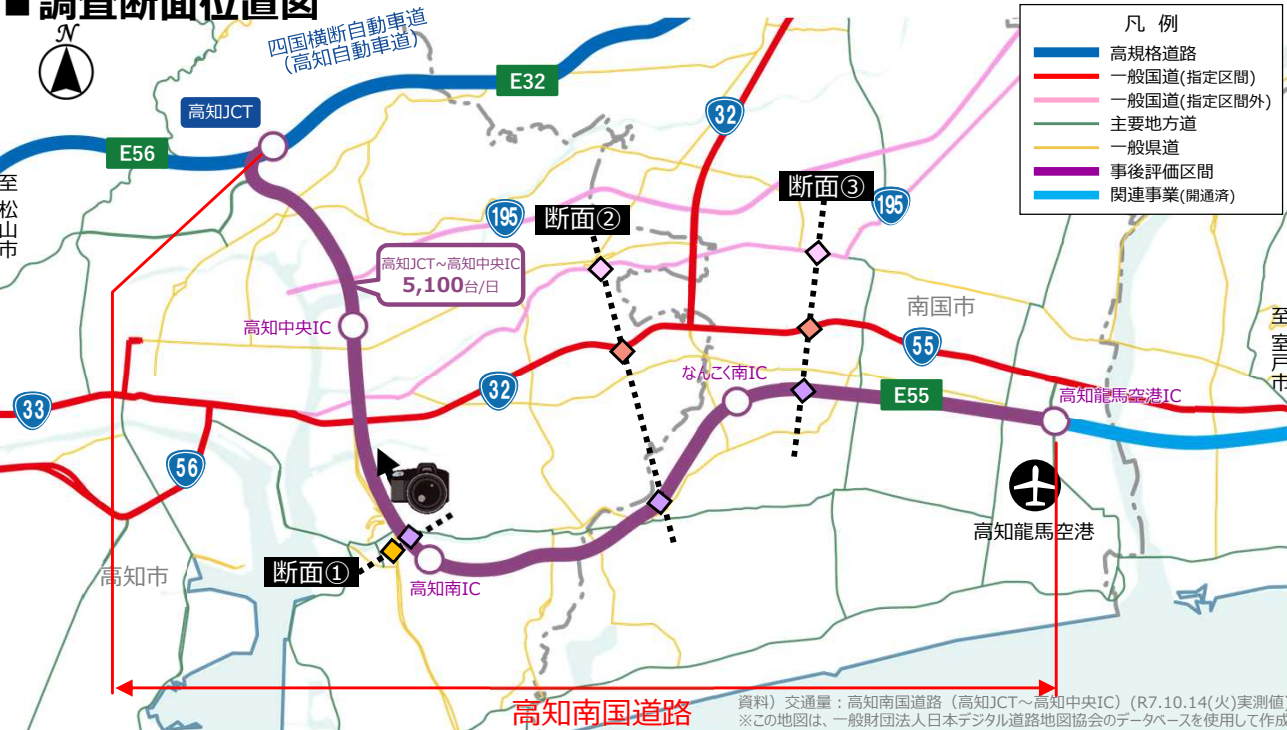 ■調査断面位置図
N
四国横断自動車道
(高知自動車道)
凡 例
高規格道路
一般国道(指定区間)
一般国道(指定区間外)
主要地方道
一般県道
事後評価区間
関連事業(開通済)
E32
高知JCT
32
E56
至 松山市
断面③
195
195
断面②
高知JCT~高知中央IC
5,100台/日
南国市
至 室戸市
高知中央IC
55
なんこく南IC
32
33
E55
高知龍馬空港IC
56
高知龍馬空港
断面①
高知市
高知南IC
高知南国道路
資料)交通量:高知南国道路(高知JCT~高知中央IC)(R7.10.14(火)実測値)
※この地図は、一般財団法人日本デジタル道路地図協会のデータベースを使用して作成